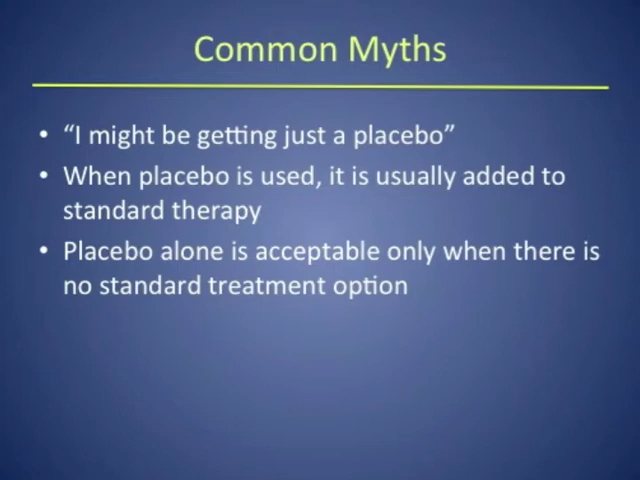 Common Myths
• “I might be getting just a placebo”
• When placebo is used, it is usually added to
standard therapy
• Placebo alone is acceptable only when there is
no standard treatment option